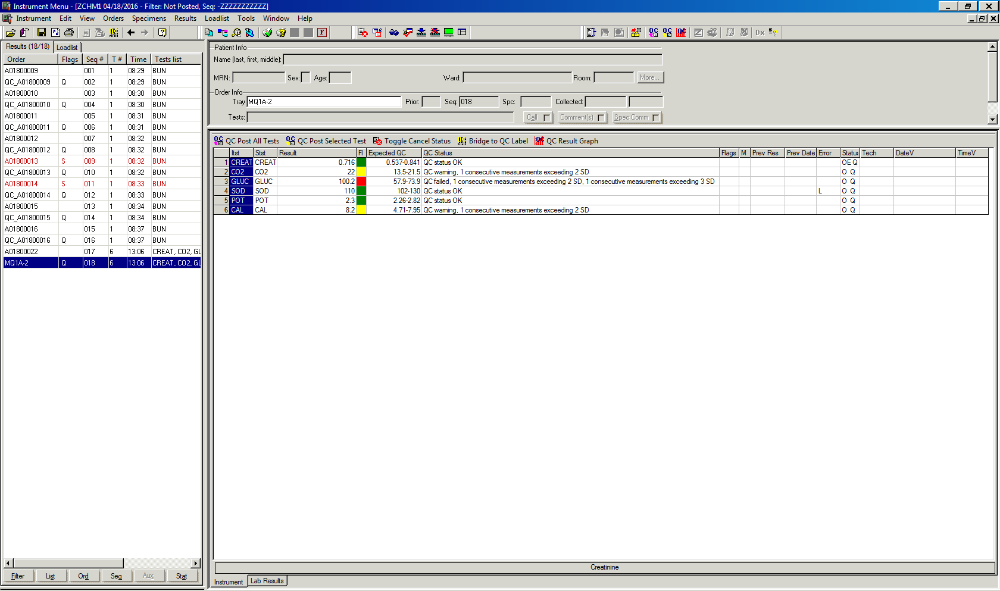 Instrument Menu - [ZCHM1 04/18/2016 - Filter: Not Posted, Seq: -ZZZZZZZZZZZ]
Instrument Edit View Orders Specimens Results Loadlist Tools Window Help
F QC QC Dx
Results (18/18) Loadlist
Order Flags Seq # T # Time Tests list
A01800009 001 1 08:29 BUN
QC_A01800009 Q 002 1 08:29 BUN
A01800010 003 1 08:30 BUN
QC_A01800010 Q 004 1 08:30 BUN
A01800011 005 1 08:31 BUN
QC_A01800011 Q 006 1 08:31 BUN
A01800012 007 1 08:32 BUN
QC_A01800012 Q 008 1 08:32 BUN
A01800013 S 009 1 08:32 BUN
QC_A01800013 Q 010 1 08:32 BUN
A01800014 S 011 1 08:33 BUN
QC_A01800014 Q 012 1 08:33 BUN
A01800015 013 1 08:34 BUN
QC_A01800015 Q 014 1 08:34 BUN
A01800016 015 1 08:37 BUN
QC_A01800016 Q 016 1 08:37 BUN
A01800022 017 6 13:06 CREAT, CO2, GL
MQ1A-2 Q 018 6 13:06 CREAT, CO2, GL
Filter List Ord Seq Aux Stat
Patient Info
Name (last, first, middle):
MRN: Sex: Age: Ward: Room: More...
Order Info
Tray MQ1A-2 Prior: Seq: 018 Spc: Collected:
Tests: Call Comment(s) Spec Comm
QC Post All Tests QC Post Selected Test Toggle Cancel Status Bridge to QC Label QC Result Graph
Itst Stst Result Fl Expected QC QC Status Flags M Prev Res Prev Date Error Status Tech DateV TimeV
1 CREAT CREAT 0.716 0.537-0.841 QC status OK OE Q
2 CO2 CO2 22 13.5-21.5 QC warning, 1 consecutive measurements exceeding 2 SD O Q
3 GLUC GLUC 100.2 57.9-73.9 QC failed, 1 consecutive measurements exceeding 2 SD, 1 consecutive measurements exceeding 3 SD O Q
4 SOD SOD 110 102-130 QC status OK L O Q
5 POT POT 2.3 2.26-2.82 QC status OK O Q
6 CAL CAL 8.2 4.71-7.95 QC warning, 1 consecutive measurements exceeding 2 SD O Q
Creatinine
Instrument Lab Results